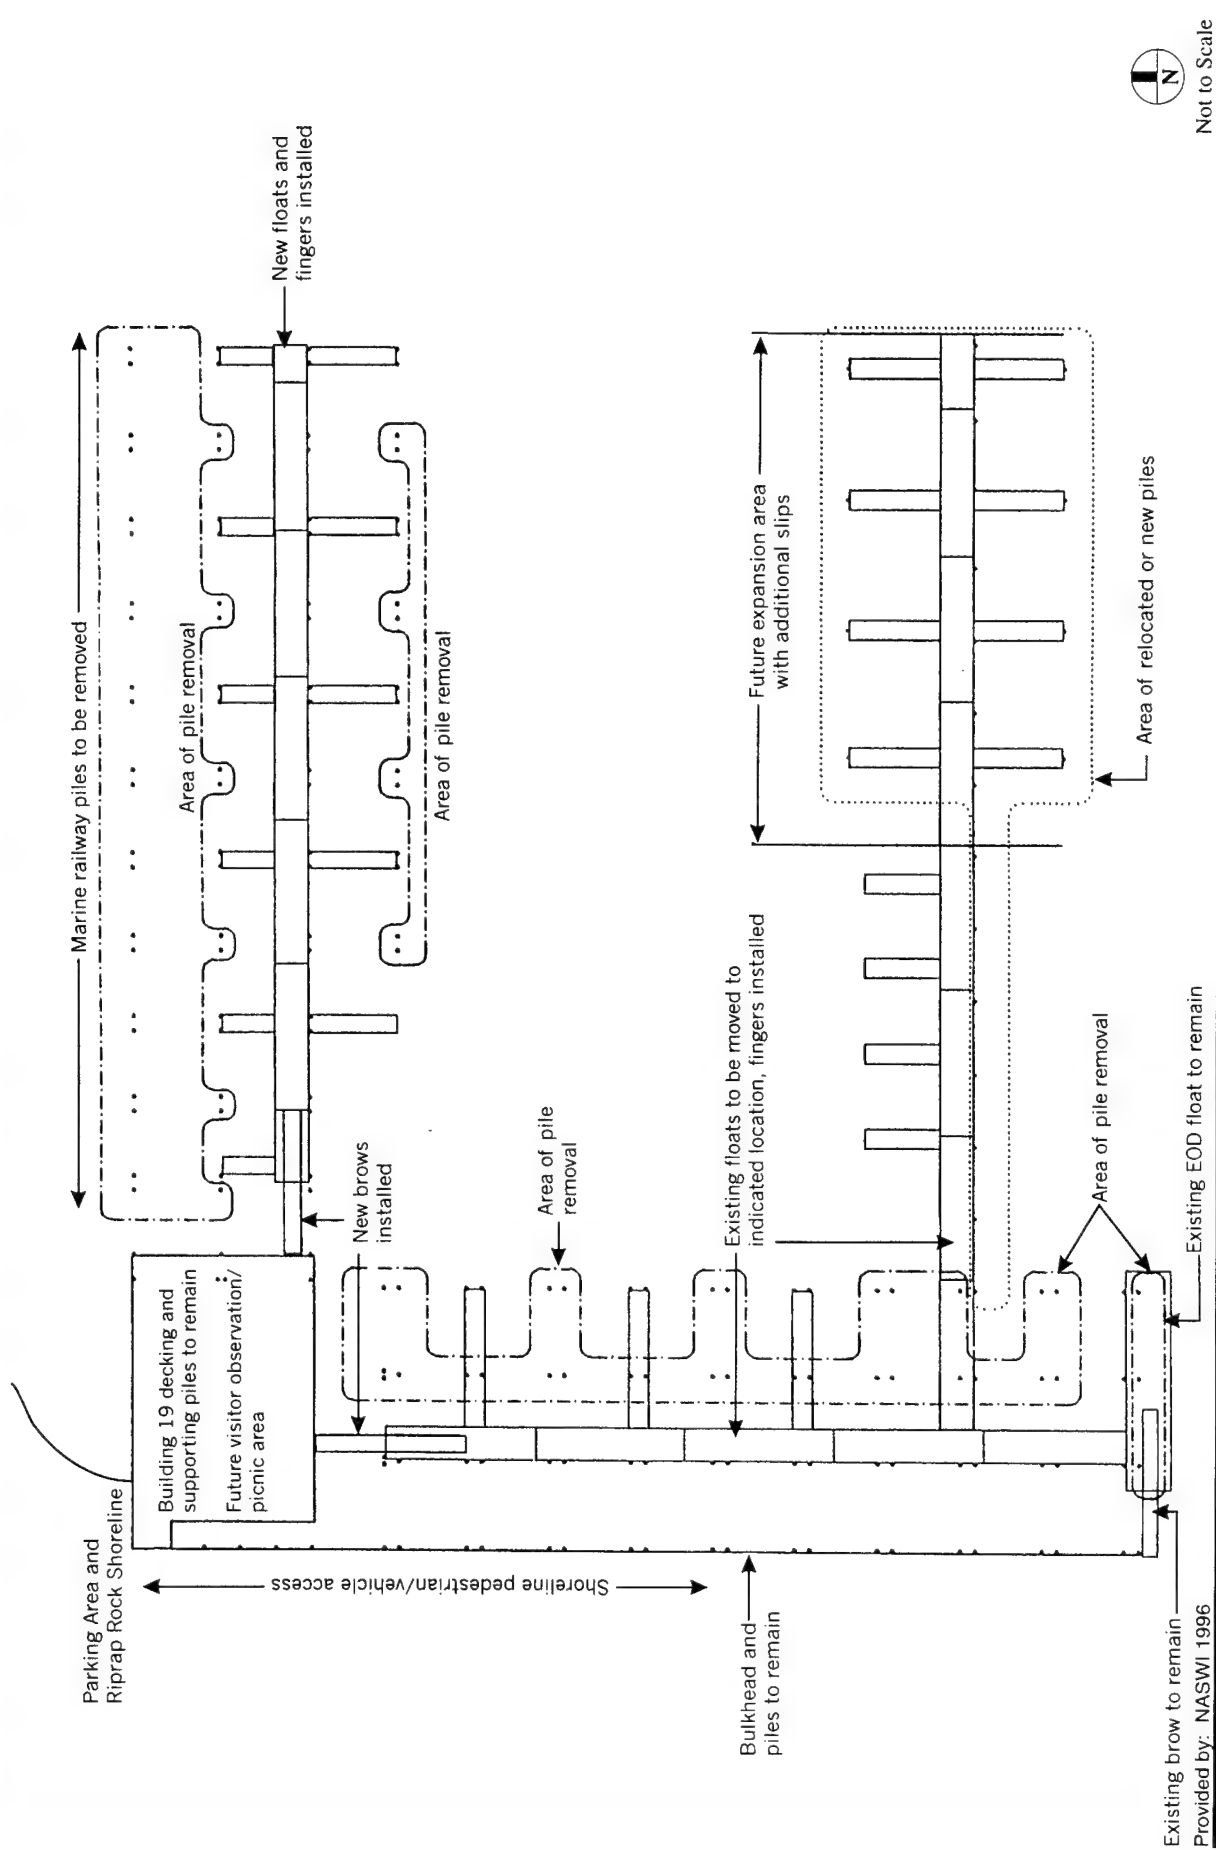 Parking Area and
Riprap Rock Shoreline
Marine railway piles to be removed
Building 19 decking and
supporting piles to remain
Future visitor observation/
picnic area
Area of pile removal
New floats and
fingers installed
New brows
installed
Area of pile removal
Shoreline pedestrian/vehicle access
Area of pile
removal
Bulkhead and
piles to remain
Existing floats to be moved to
indicated location, fingers installed
Future expansion area
with additional slips
Area of pile removal
Area of relocated or new piles
Existing EOD float to remain
Existing brow to remain
Provided by: NASWI 1996
N
Not to Scale